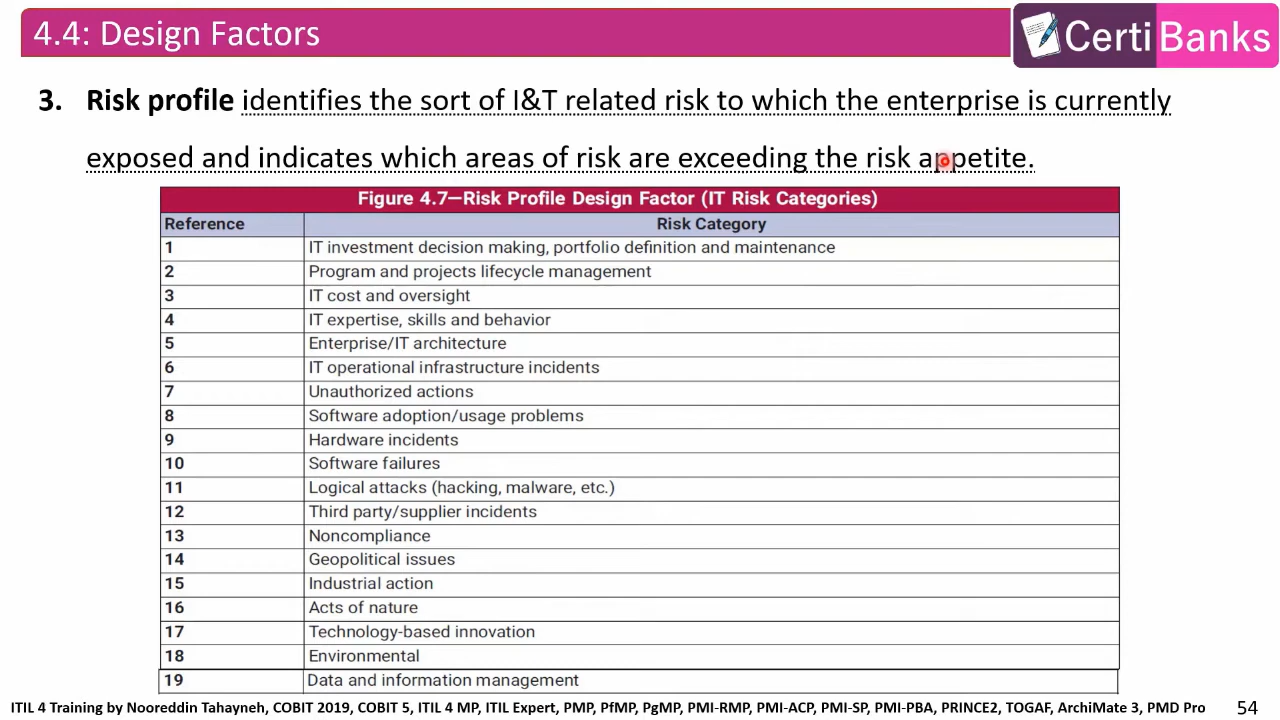 4.4: Design Factors
Certi Banks
3. Risk profile identifies the sort of I&T related risk to which the enterprise is currently
exposed and indicates which areas of risk are exceeding the risk appetite.
Figure 4.7—Risk Profile Design Factor (IT Risk Categories)
Reference Risk Category
1 IT investment decision making, portfolio definition and maintenance
2 Program and projects lifecycle management
3 IT cost and oversight
4 IT expertise, skills and behavior
5 Enterprise/IT architecture
6 IT operational infrastructure incidents
7 Unauthorized actions
8 Software adoption/usage problems
9 Hardware incidents
10 Software failures
11 Logical attacks (hacking, malware, etc.)
12 Third party/supplier incidents
13 Noncompliance
14 Geopolitical issues
15 Industrial action
16 Acts of nature
17 Technology-based innovation
18 Environmental
19 Data and information management
ITIL 4 Training by Nooreddin Tahayneh, COBIT 2019, COBIT 5, ITIL 4 MP, ITIL Expert, PMP, PfMP, PgMP, PMI-RMP, PMI-ACP, PMI-SP, PMI-PBA, PRINCE2, TOGAF, ArchiMate 3, PMD Pro 54